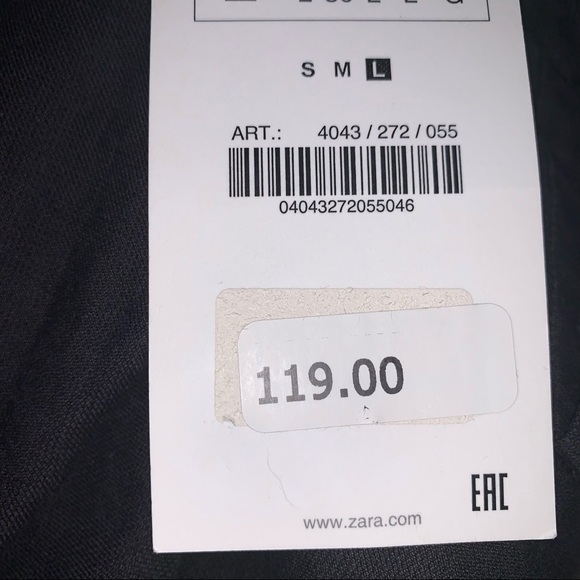 S M L
ART.: 4043 / 272 / 055
04043272055046
119.00
EAC
www.zara.com